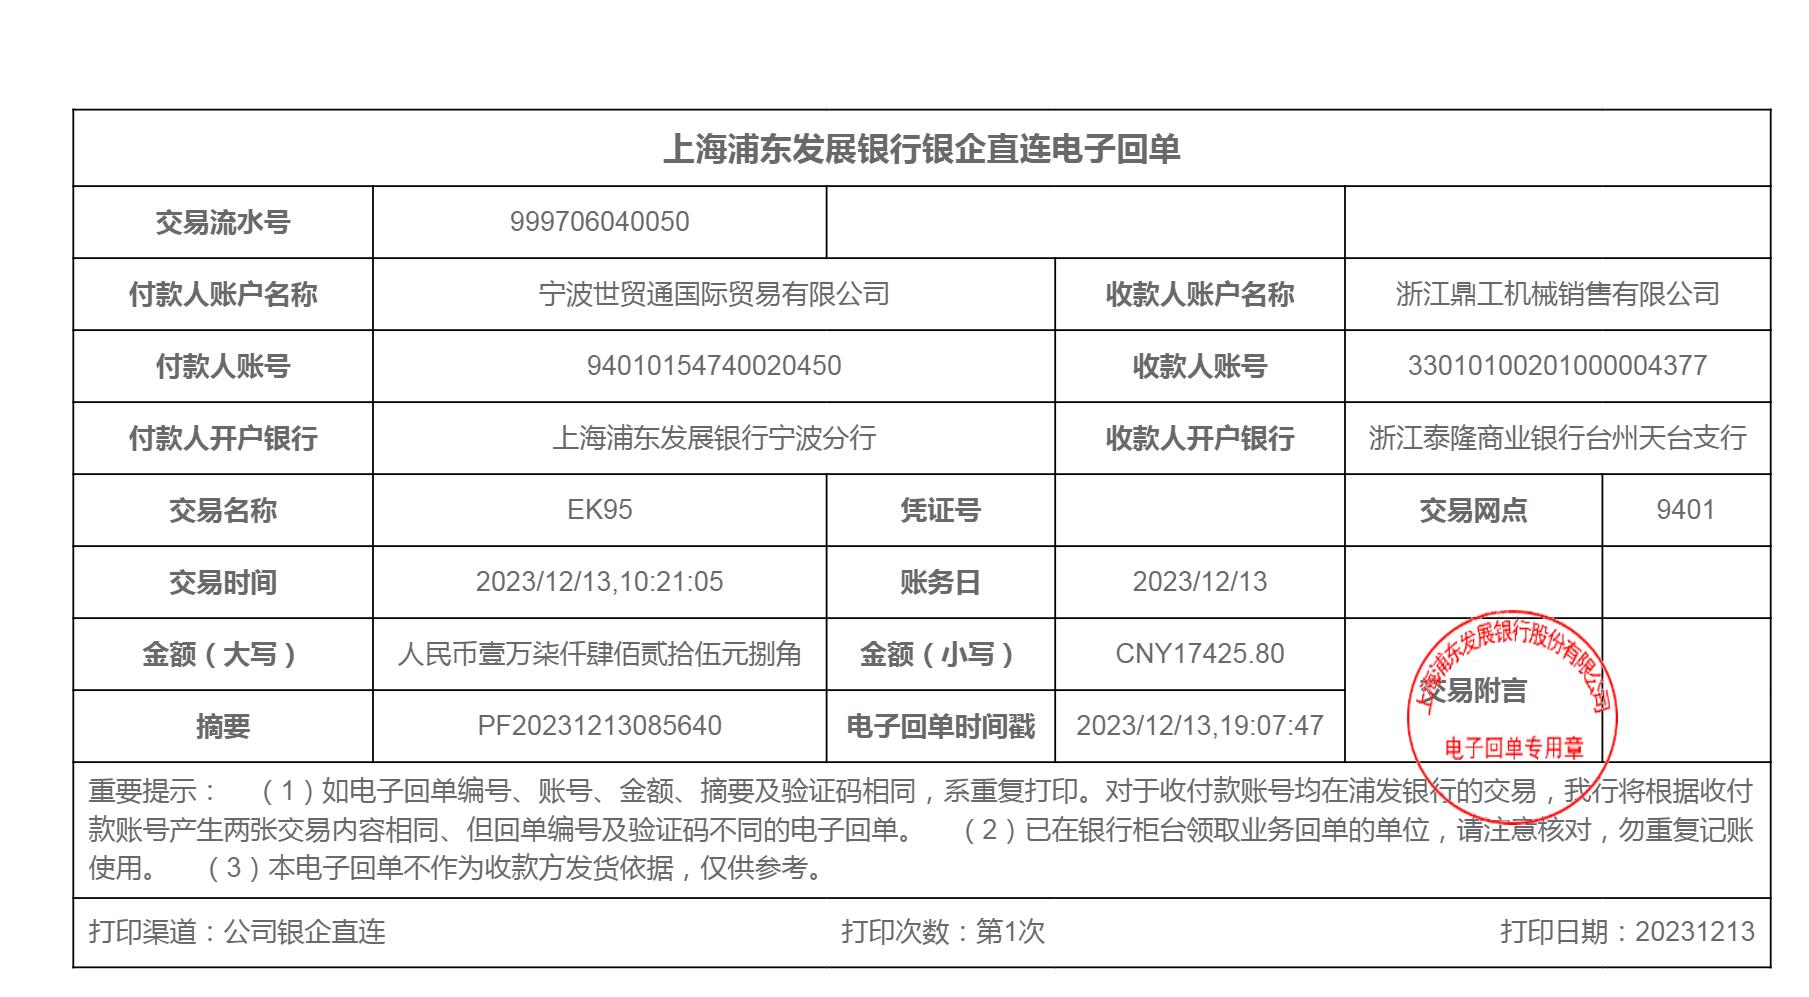 上海浦东发展银行银企直连电子回单
交易流水号 999706040050
付款人账户名称 宁波世贸通国际贸易有限公司 收款人账户名称 浙江鼎工机械销售有限公司
付款人账号 94010154740020450 收款人账号 33010100201000004377
付款人开户银行 上海浦东发展银行宁波分行 收款人开户银行 浙江泰隆商业银行台州天台支行
交易名称 EK95 凭证号 交易网点 9401
交易时间 2023/12/13,10:21:05 账务日 2023/12/13
金额（大写） 人民币壹万柒仟肆佰贰拾伍元捌角 金额（小写） CNY17425.80
交易附言
摘要 PF20231213085640 电子回单时间戳 2023/12/13,19:07:47
上海浦东发展银行股份有限公司
电子回单专用章
重要提示： （1）如电子回单编号、账号、金额、摘要及验证码相同，系重复打印。对于收付款账号均在浦发银行的交易，我行将根据收付
款账号产生两张交易内容相同、但回单编号及验证码不同的电子回单。 （2）已在银行柜台领取业务回单的单位，请注意核对，勿重复记账
使用。 （3）本电子回单不作为收款方发货依据，仅供参考。
打印渠道：公司银企直连 打印次数：第1次 打印日期：20231213